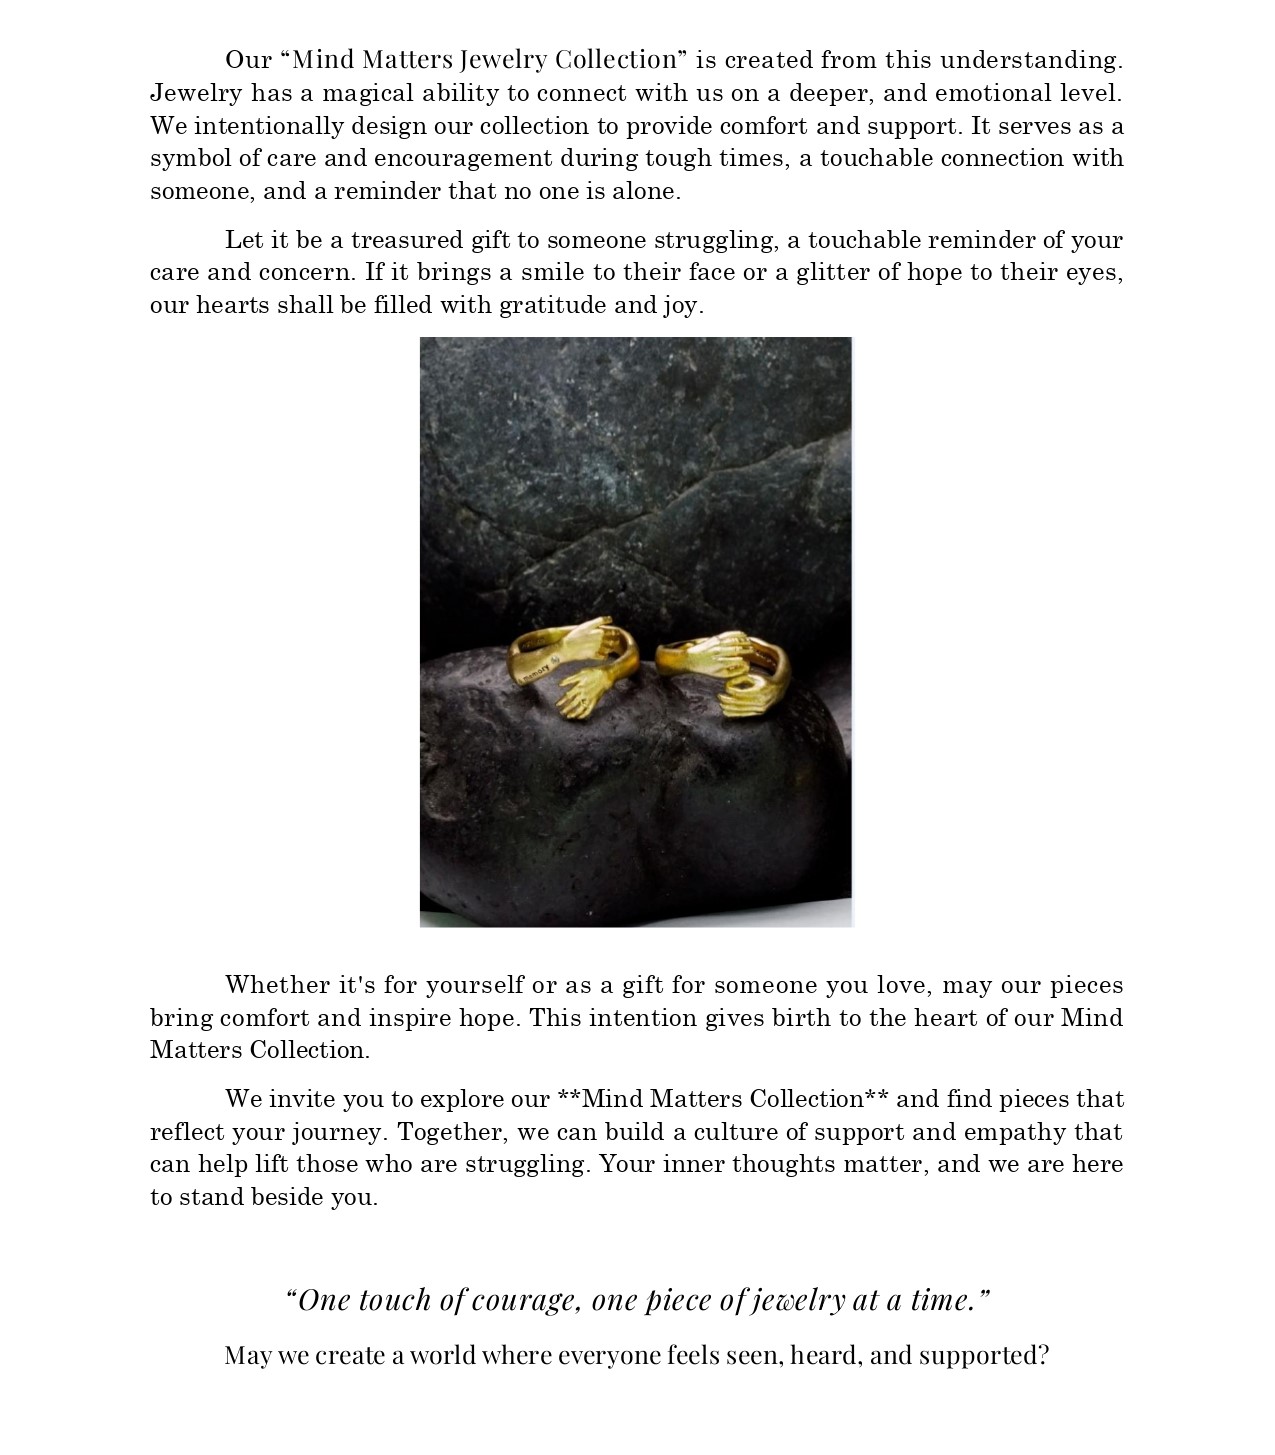 Our “Mind Matters Jewelry Collection” is created from this understanding.
Jewelry has a magical ability to connect with us on a deeper, and emotional level.
We intentionally design our collection to provide comfort and support. It serves as a
symbol of care and encouragement during tough times, a touchable connection with
someone, and a reminder that no one is alone.
Let it be a treasured gift to someone struggling, a touchable reminder of your
care and concern. If it brings a smile to their face or a glitter of hope to their eyes,
our hearts shall be filled with gratitude and joy.
Whether it's for yourself or as a gift for someone you love, may our pieces
bring comfort and inspire hope. This intention gives birth to the heart of our Mind
Matters Collection.
We invite you to explore our **Mind Matters Collection** and find pieces that
reflect your journey. Together, we can build a culture of support and empathy that
can help lift those who are struggling. Your inner thoughts matter, and we are here
to stand beside you.
“One touch of courage, one piece of jewelry at a time.”
May we create a world where everyone feels seen, heard, and supported?